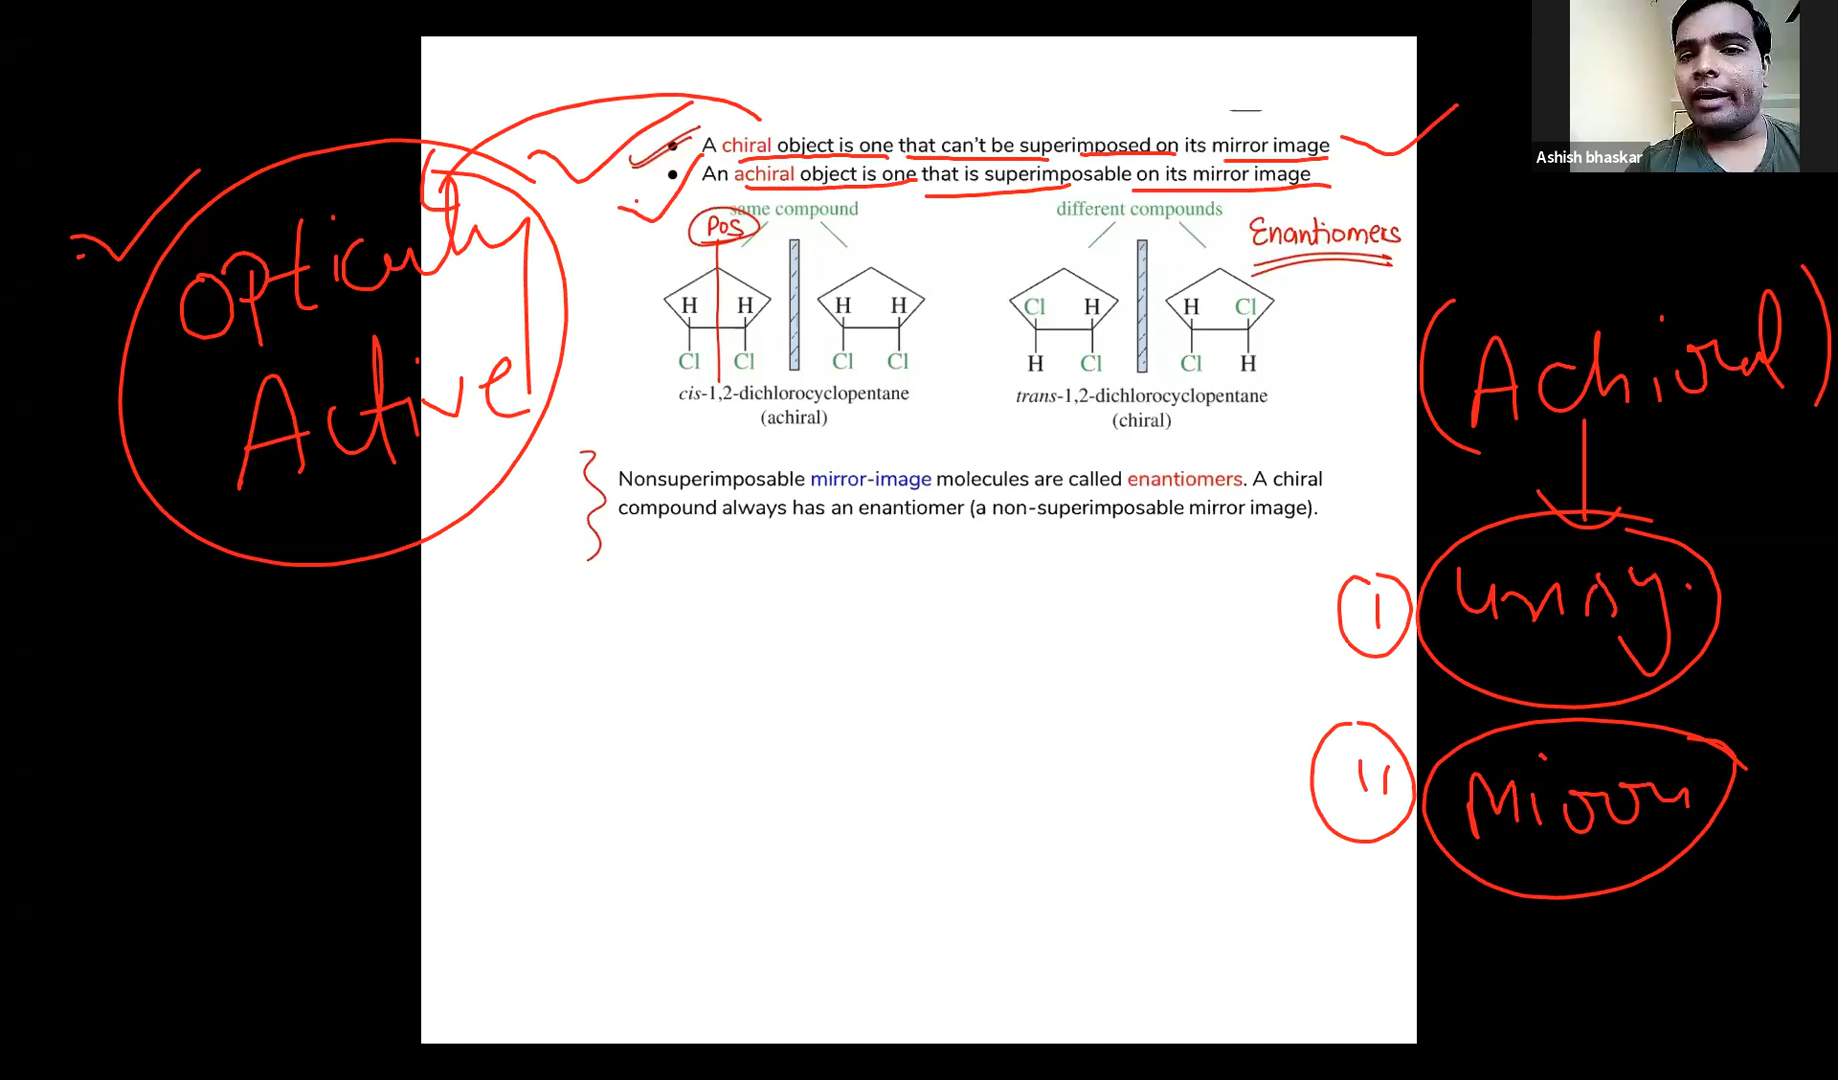 Ashish bhaskar
A chiral object is one that can't be superimposed on its mirror image
An achiral object is one that is superimposable on its mirror image
same compound
different compounds
POS
Enantiomers
Optically
Active
H H H H
Cl Cl Cl Cl
Cl H H Cl
H Cl Cl H
cis-1,2-dichlorocyclopentane
(achiral)
trans-1,2-dichlorocyclopentane
(chiral)
(Achiral)
Nonsuperimposable mirror-image molecules are called enantiomers. A chiral
compound always has an enantiomer (a non-superimposable mirror image).
I
II
Mirror